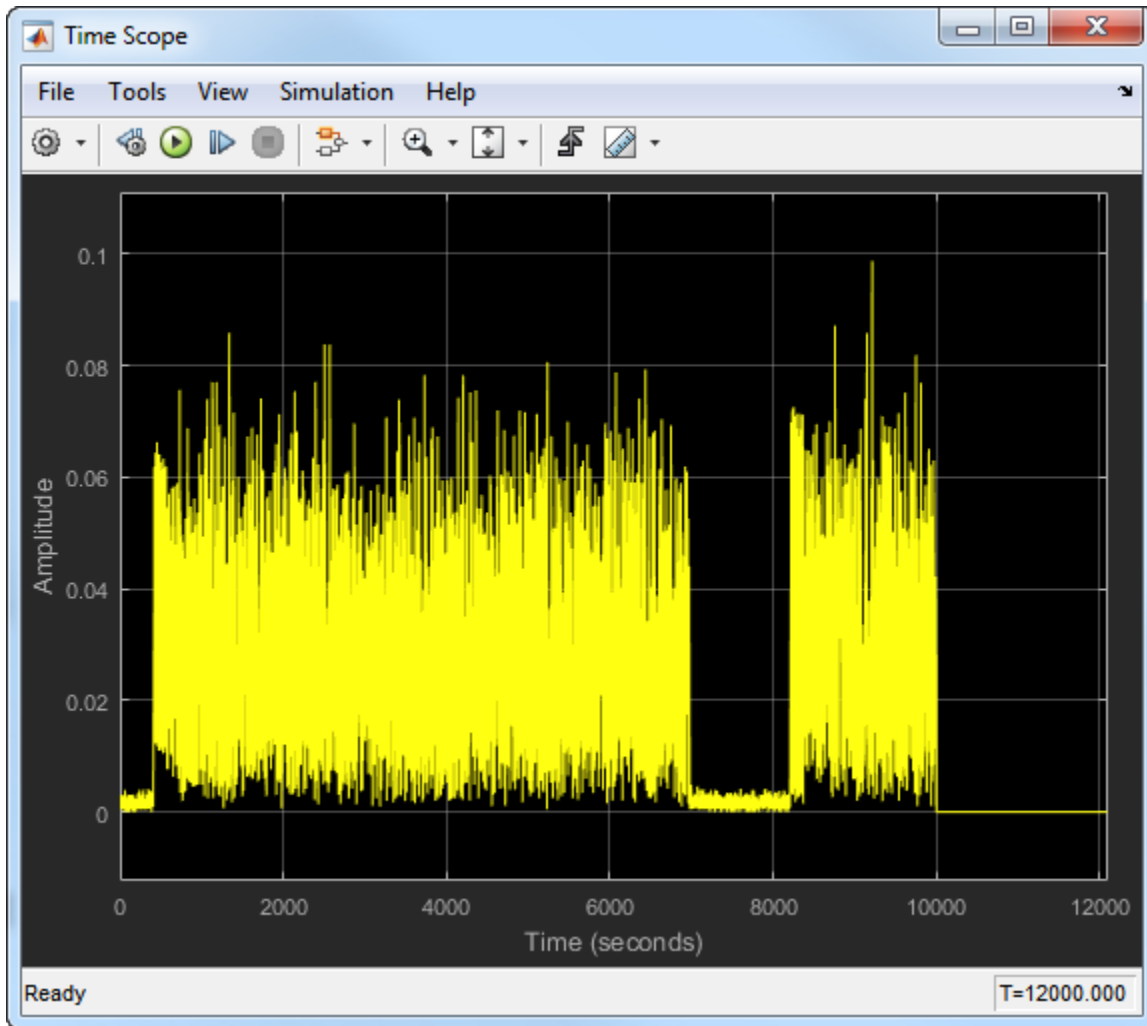 Time Scope
File Tools View Simulation Help
0.1
0.08
0.06
0.04
0.02
0
Amplitude
0 2000 4000 6000 8000 10000 12000
Time (seconds)
Ready T=12000.000